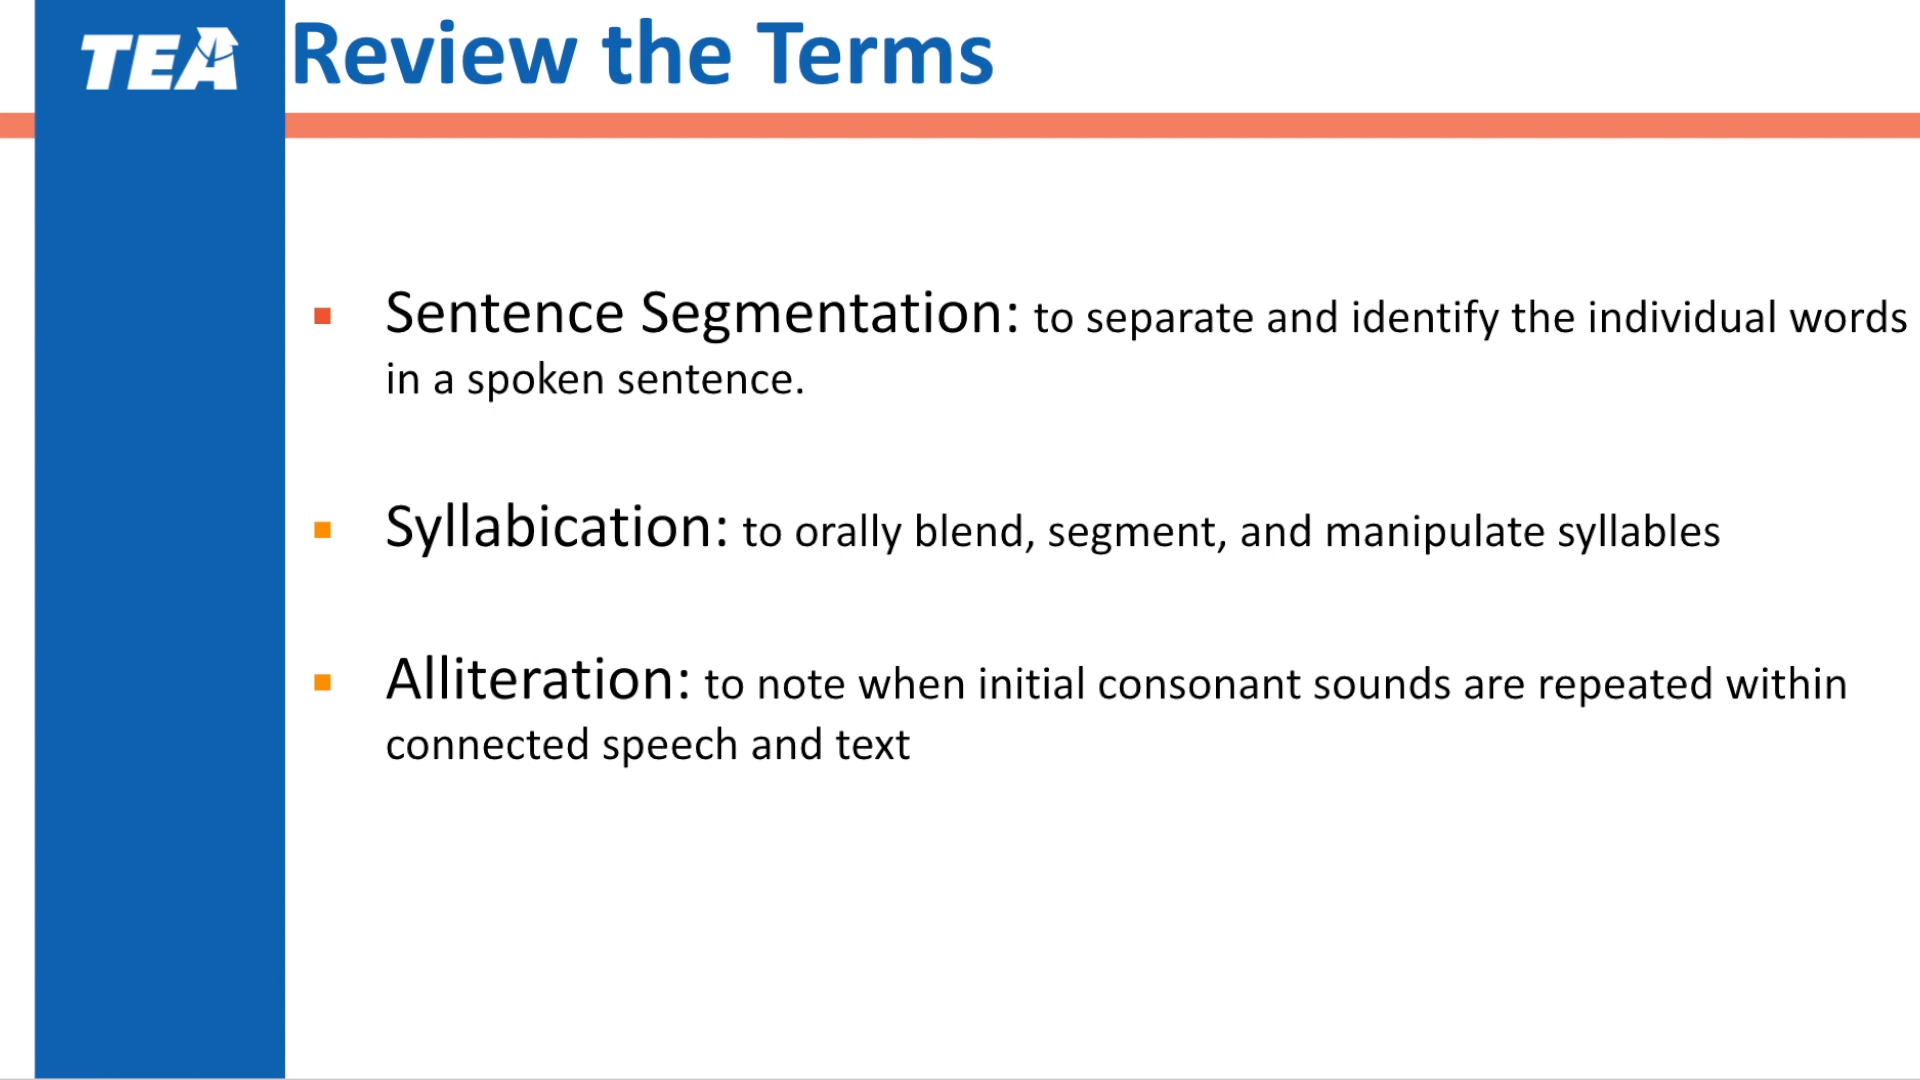 TEA
Review the Terms
Sentence Segmentation: to separate and identify the individual words
in a spoken sentence.
Syllabication: to orally blend, segment, and manipulate syllables
Alliteration: to note when initial consonant sounds are repeated within
connected speech and text